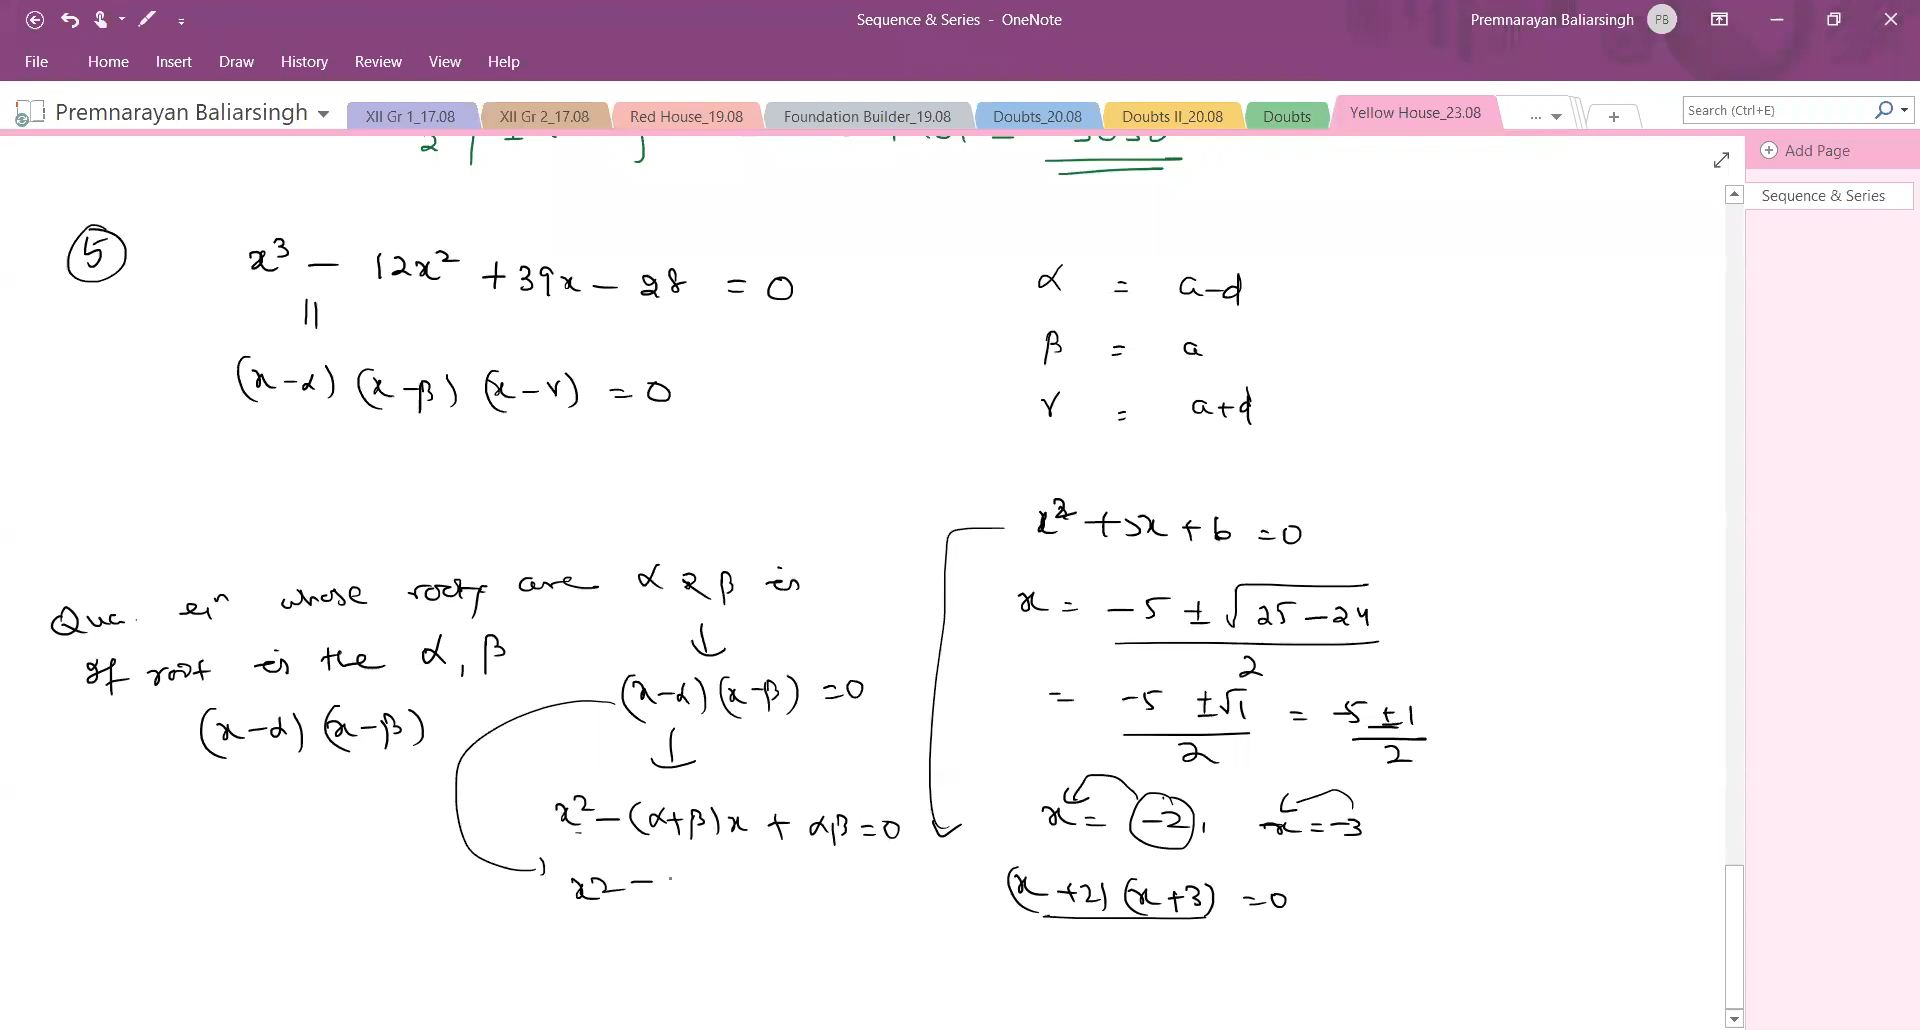 Sequence & Series - OneNote
Premnarayan Baliarsingh PB
File Home Insert Draw History Review View Help
Premnarayan Baliarsingh
XII Gr 1_17.08 XII Gr 2_17.08 Red House_19.08 Foundation Builder_19.08 Doubts_20.08 Doubts II_20.08 Doubts Yellow House_23.08 ... +
Search (Ctrl+E)
Add Page
Sequence & Series
5
x³ - 12x² + 39x - 28 = 0
||
(x-α) (x-β) (x-γ) = 0
α = a-d
β = a
γ = a+d
Qua. eqⁿ whose roots are α & β is
If root is the α, β
(x-α) (x-β)
(x-α) (x-β) = 0
x² - (α+β)x + αβ = 0
x2 -
x² + 5x + 6 = 0
x = -5 ± √25-24
2
= -5 ± √1 = -5 ± 1
2 2
x = -2, x = -3
(x+2) (x+3) = 0